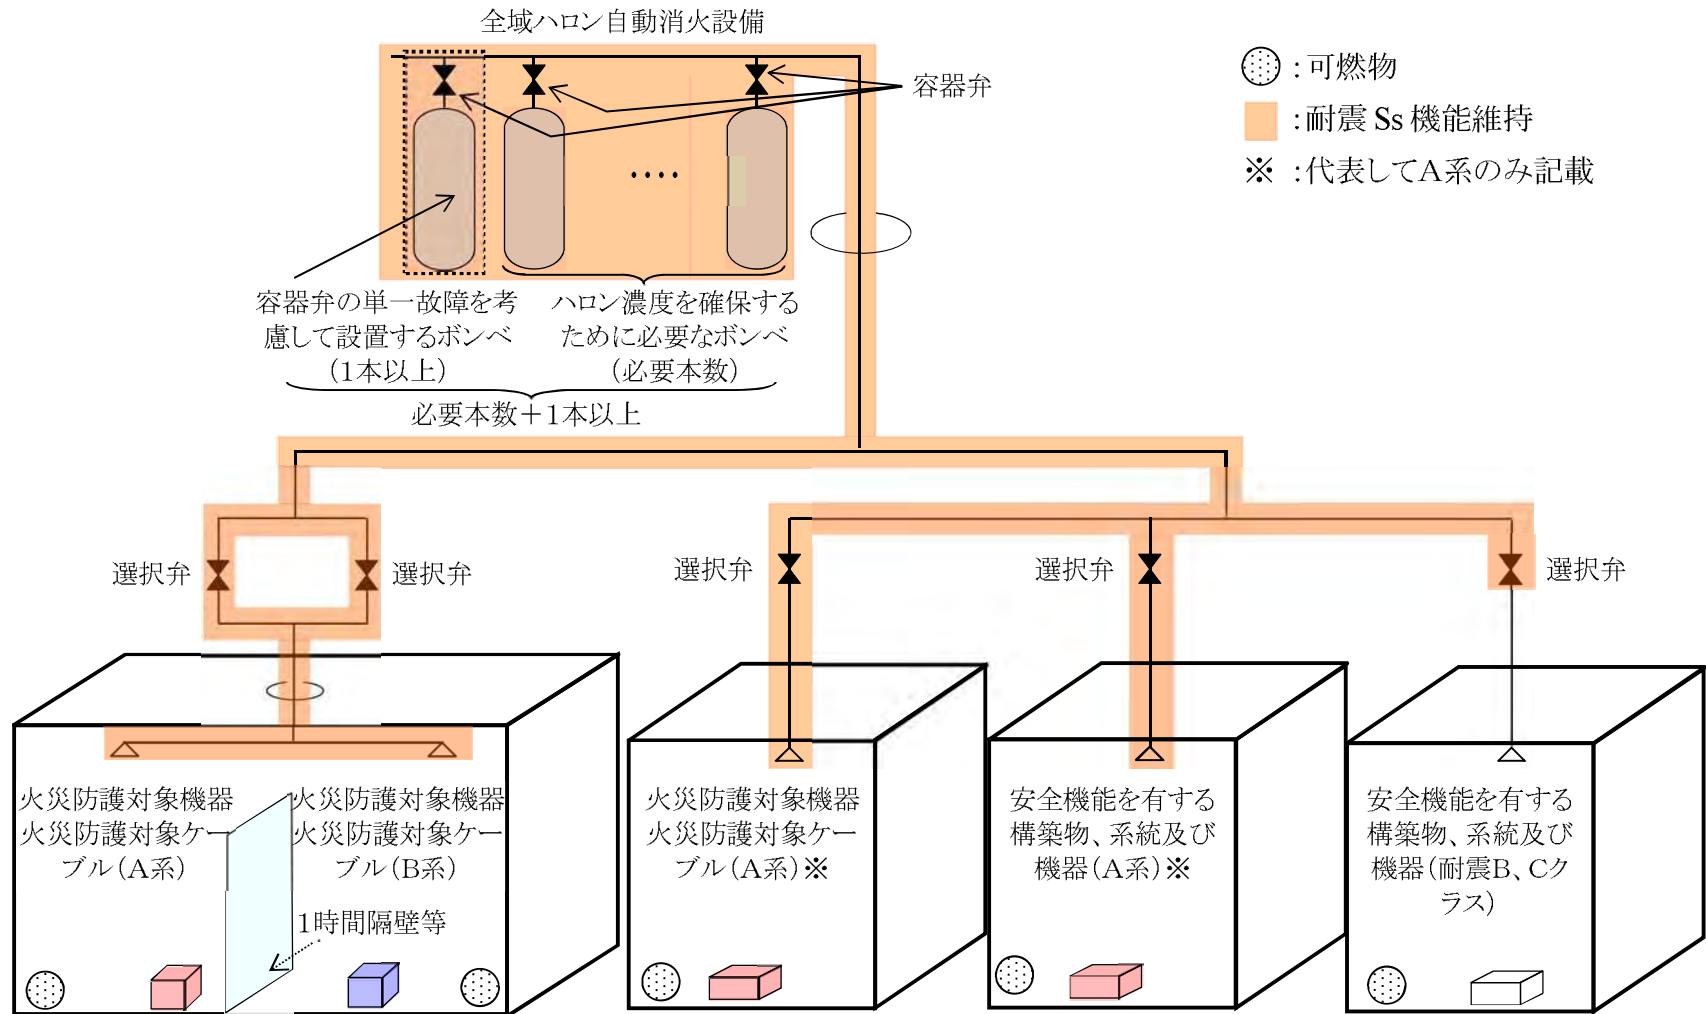 全域ハロン自動消火設備
容器弁
：可燃物
：耐震 Ss 機能維持
※ ：代表してA系のみ記載
容器弁の単一故障を考
慮して設置するボンベ
（1本以上）
ハロン濃度を確保する
ために必要なボンベ
（必要本数）
必要本数＋1本以上
選択弁
選択弁
選択弁
選択弁
選択弁
火災防護対象機器
火災防護対象ケー
ブル（A系）
火災防護対象機器
火災防護対象ケー
ブル（B系）
1時間隔壁等
火災防護対象機器
火災防護対象ケー
ブル（A系）※
安全機能を有する
構築物、系統及び
機器（A系）※
安全機能を有する
構築物、系統及び
機器（耐震B、Cク
ラス）